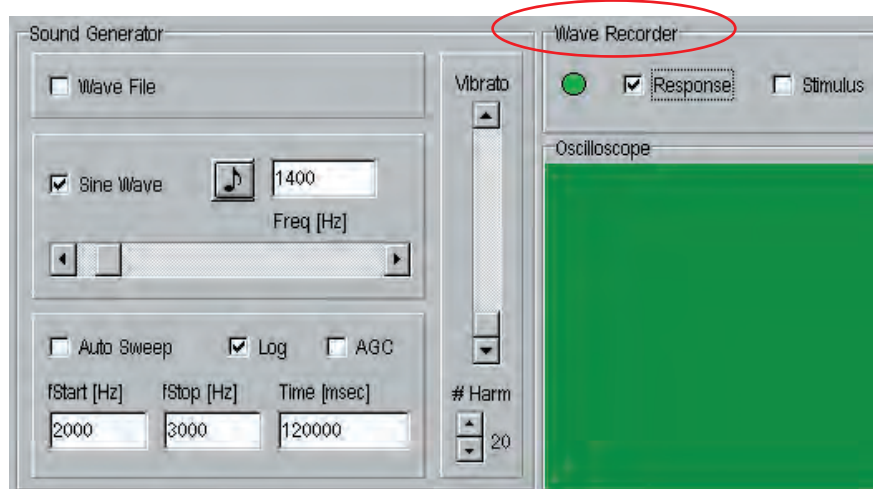 Sound Generator
Wave File
Sine Wave
1400
Freq [Hz]
Auto Sweep
Log
AGC
fStart [Hz]
fStop [Hz]
Time [msec]
2000
3000
120000
Vibrato
# Harm
20
Wave Recorder
Response
Stimulus
Oscilloscope